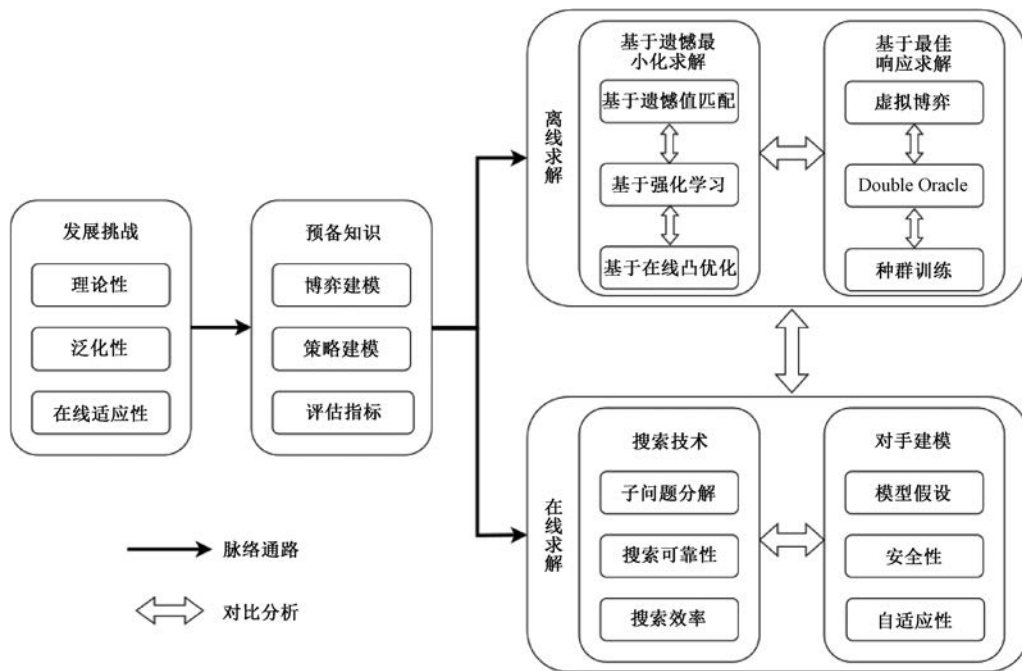 发展挑战
理论性
泛化性
在线适应性
预备知识
博弈建模
策略建模
评估指标
离线求解
基于遗憾最
小化求解
基于遗憾值匹配
基于强化学习
基于在线凸优化
基于最佳
响应求解
虚拟博弈
Double Oracle
种群训练
在线求解
搜索技术
子问题分解
搜索可靠性
搜索效率
对手建模
模型假设
安全性
自适应性
脉络通路
对比分析